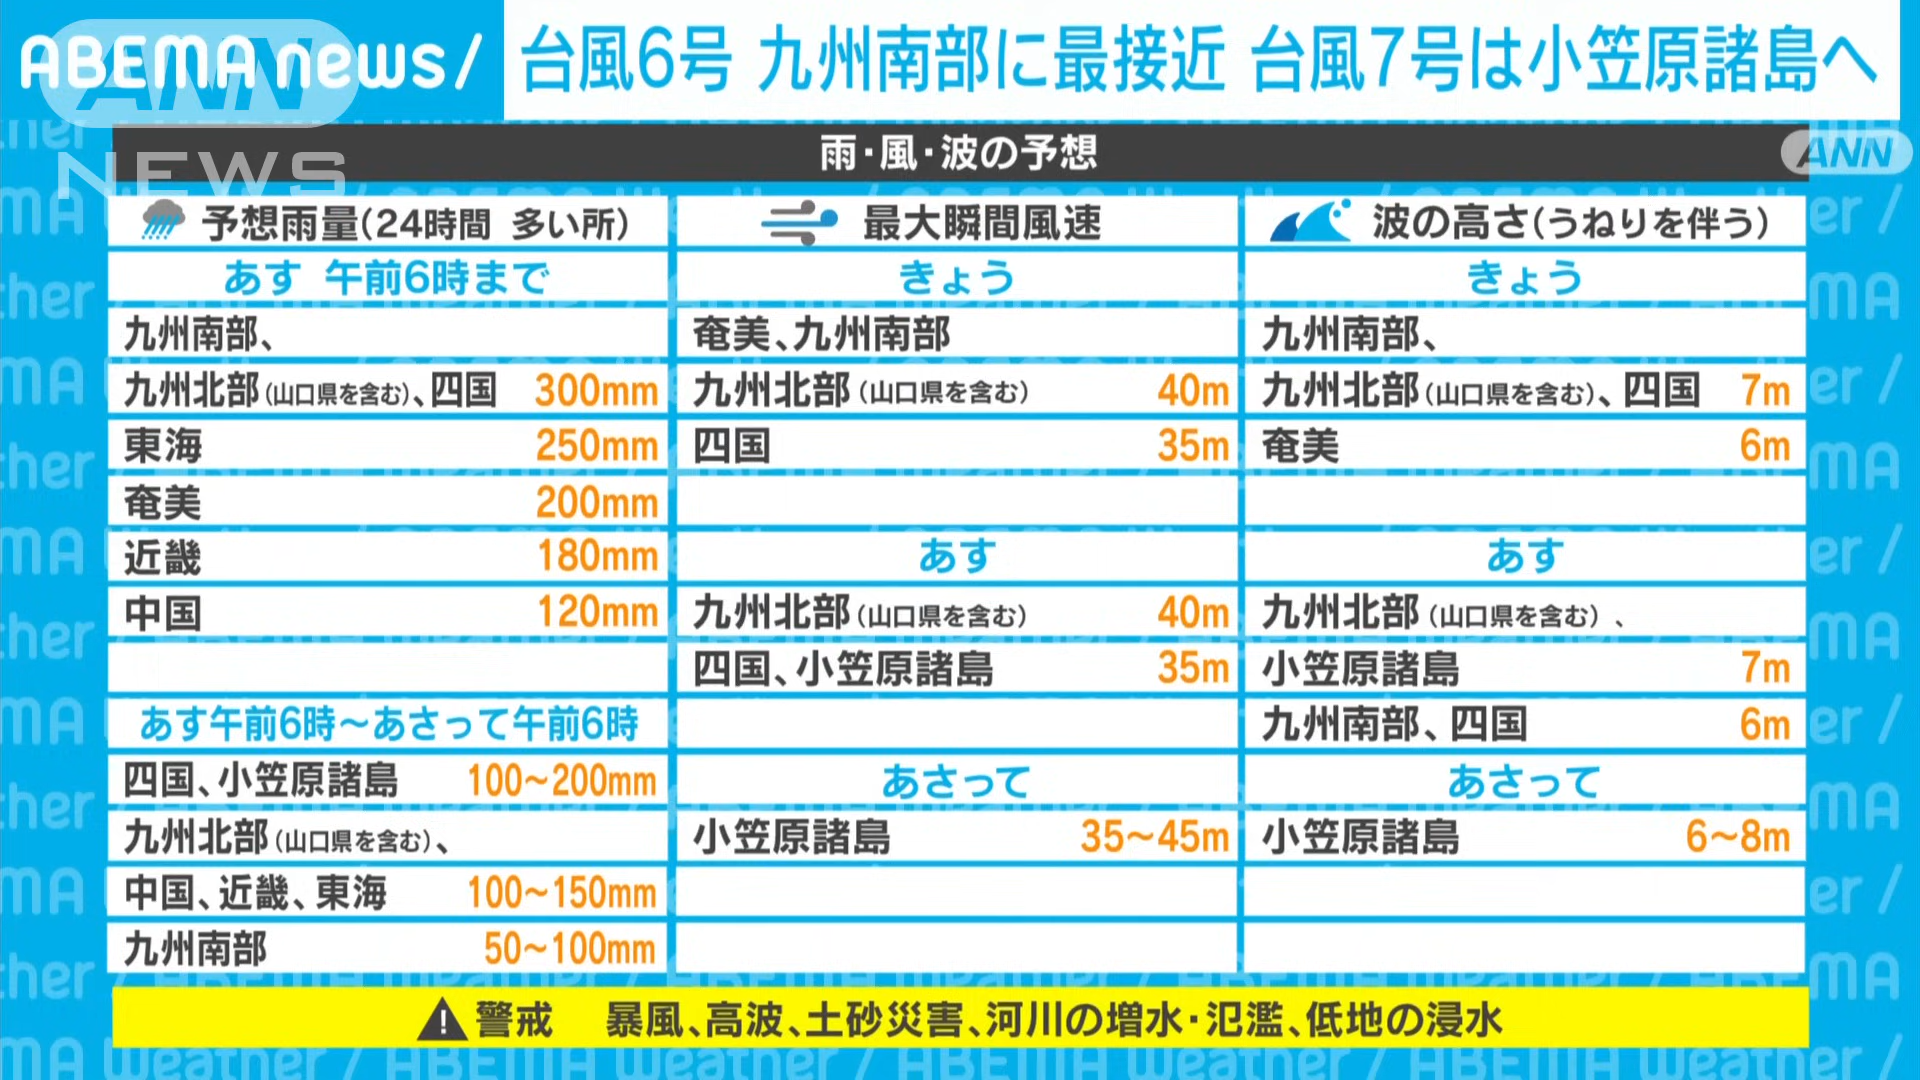 ABEMA news/
ANN NEWS
台風6号 九州南部に最接近 台風7号は小笠原諸島へ
ANN
雨・風・波の予想
予想雨量(24時間 多い所)
あす 午前6時まで
九州南部、
九州北部(山口県を含む)、四国 300mm
東海 250mm
奄美 200mm
近畿 180mm
中国 120mm
あす午前6時～あさって午前6時
四国、小笠原諸島 100～200mm
九州北部(山口県を含む)、
中国、近畿、東海 100～150mm
九州南部 50～100mm
最大瞬間風速
きょう
奄美、九州南部
九州北部(山口県を含む) 40m
四国 35m
あす
九州北部(山口県を含む) 40m
四国、小笠原諸島 35m
あさって
小笠原諸島 35～45m
波の高さ(うねりを伴う)
きょう
九州南部、
九州北部(山口県を含む)、四国 7m
奄美 6m
あす
九州北部(山口県を含む)、
小笠原諸島 7m
九州南部、四国 6m
あさって
小笠原諸島 6～8m
警戒 暴風、高波、土砂災害、河川の増水・氾濫、低地の浸水
ABEMA weather/ ABEMA weather/ ABEMA weather/